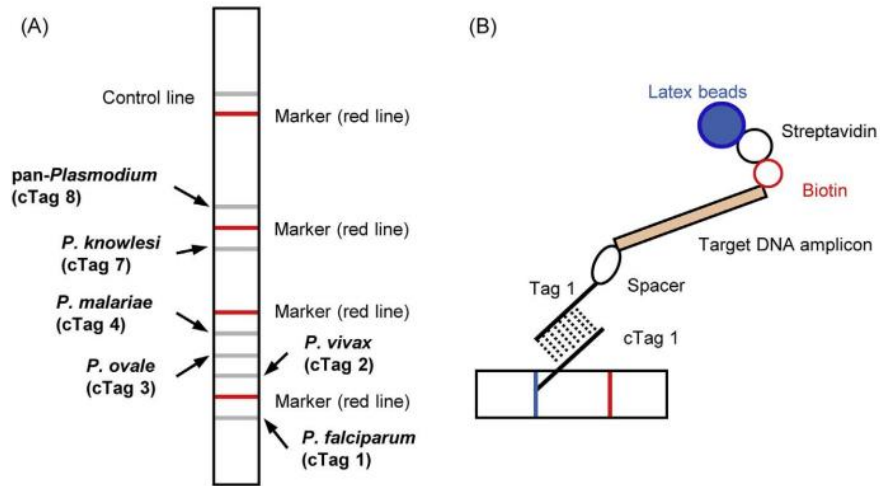 (A)
Control line
Marker (red line)
pan-Plasmodium
(cTag 8)
Marker (red line)
P. knowlesi
(cTag 7)
P. malariae
(cTag 4)
Marker (red line)
P. ovale
(cTag 3)
P. vivax
(cTag 2)
Marker (red line)
P. falciparum
(cTag 1)
(B)
Latex beads
Streptavidin
Biotin
Target DNA amplicon
Spacer
Tag 1
cTag 1